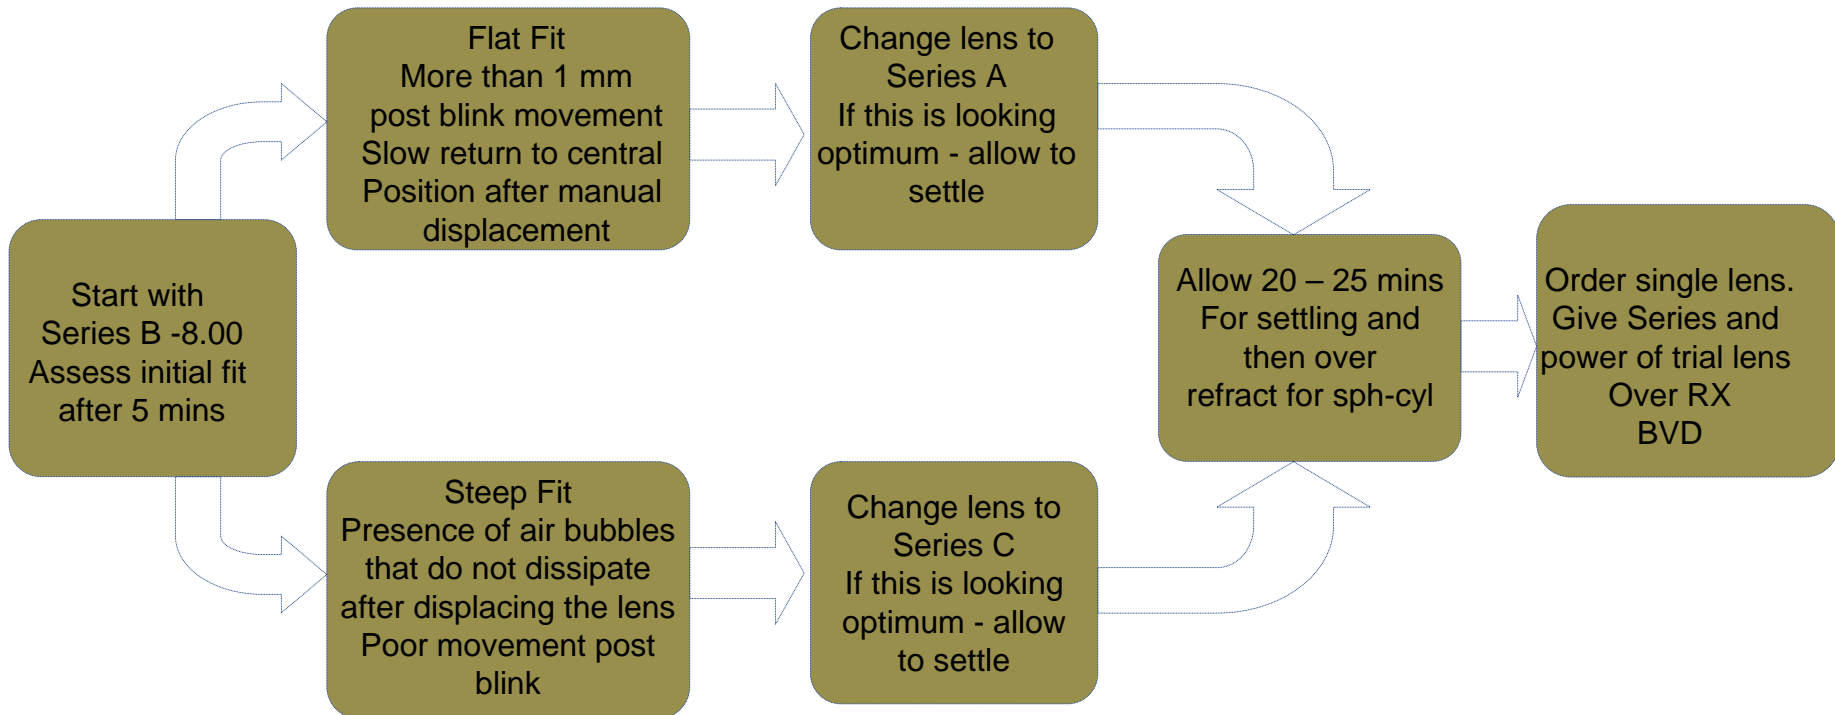 Start with
Series B -8.00
Assess initial fit
after 5 mins
Flat Fit
More than 1 mm
post blink movement
Slow return to central
Position after manual
displacement
Change lens to
Series A
If this is looking
optimum - allow to
settle
Steep Fit
Presence of air bubbles
that do not dissipate
after displacing the lens
Poor movement post
blink
Change lens to
Series C
If this is looking
optimum - allow
to settle
Allow 20 – 25 mins
For settling and
then over
refract for sph-cyl
Order single lens.
Give Series and
power of trial lens
Over RX
BVD